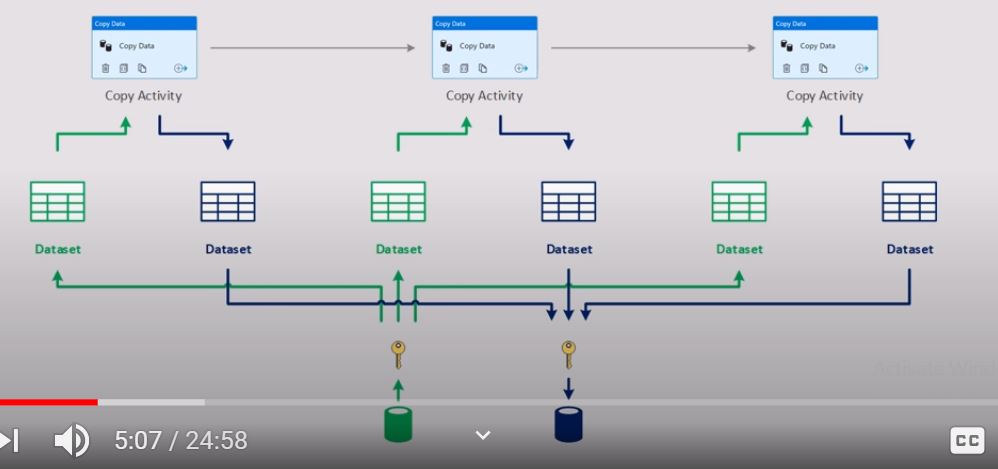 Copy Data
Copy Data
Copy Data
Copy Data
Copy Data
Copy Data
Copy Activity
Copy Activity
Copy Activity
Dataset
Dataset
Dataset
Dataset
Dataset
Dataset
Activate Wind
5:07 / 24:58
CC